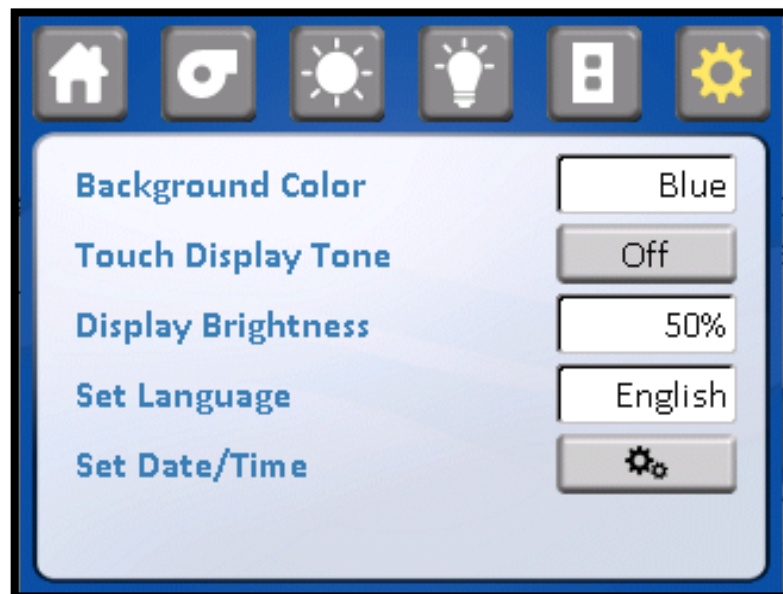 Background Color Blue
Touch Display Tone Off
Display Brightness 50%
Set Language English
Set Date/Time